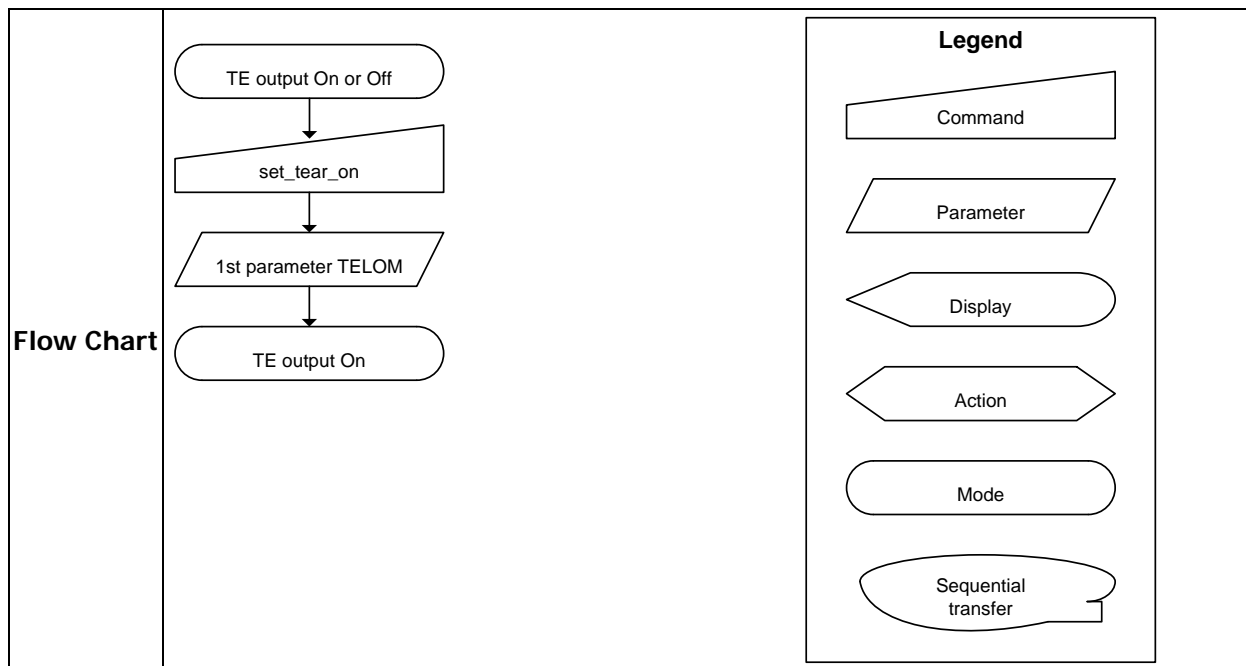 Flow Chart
TE output On or Off
set_tear_on
1st parameter TELOM
TE output On
Legend
Command
Parameter
Display
Action
Mode
Sequential
transfer